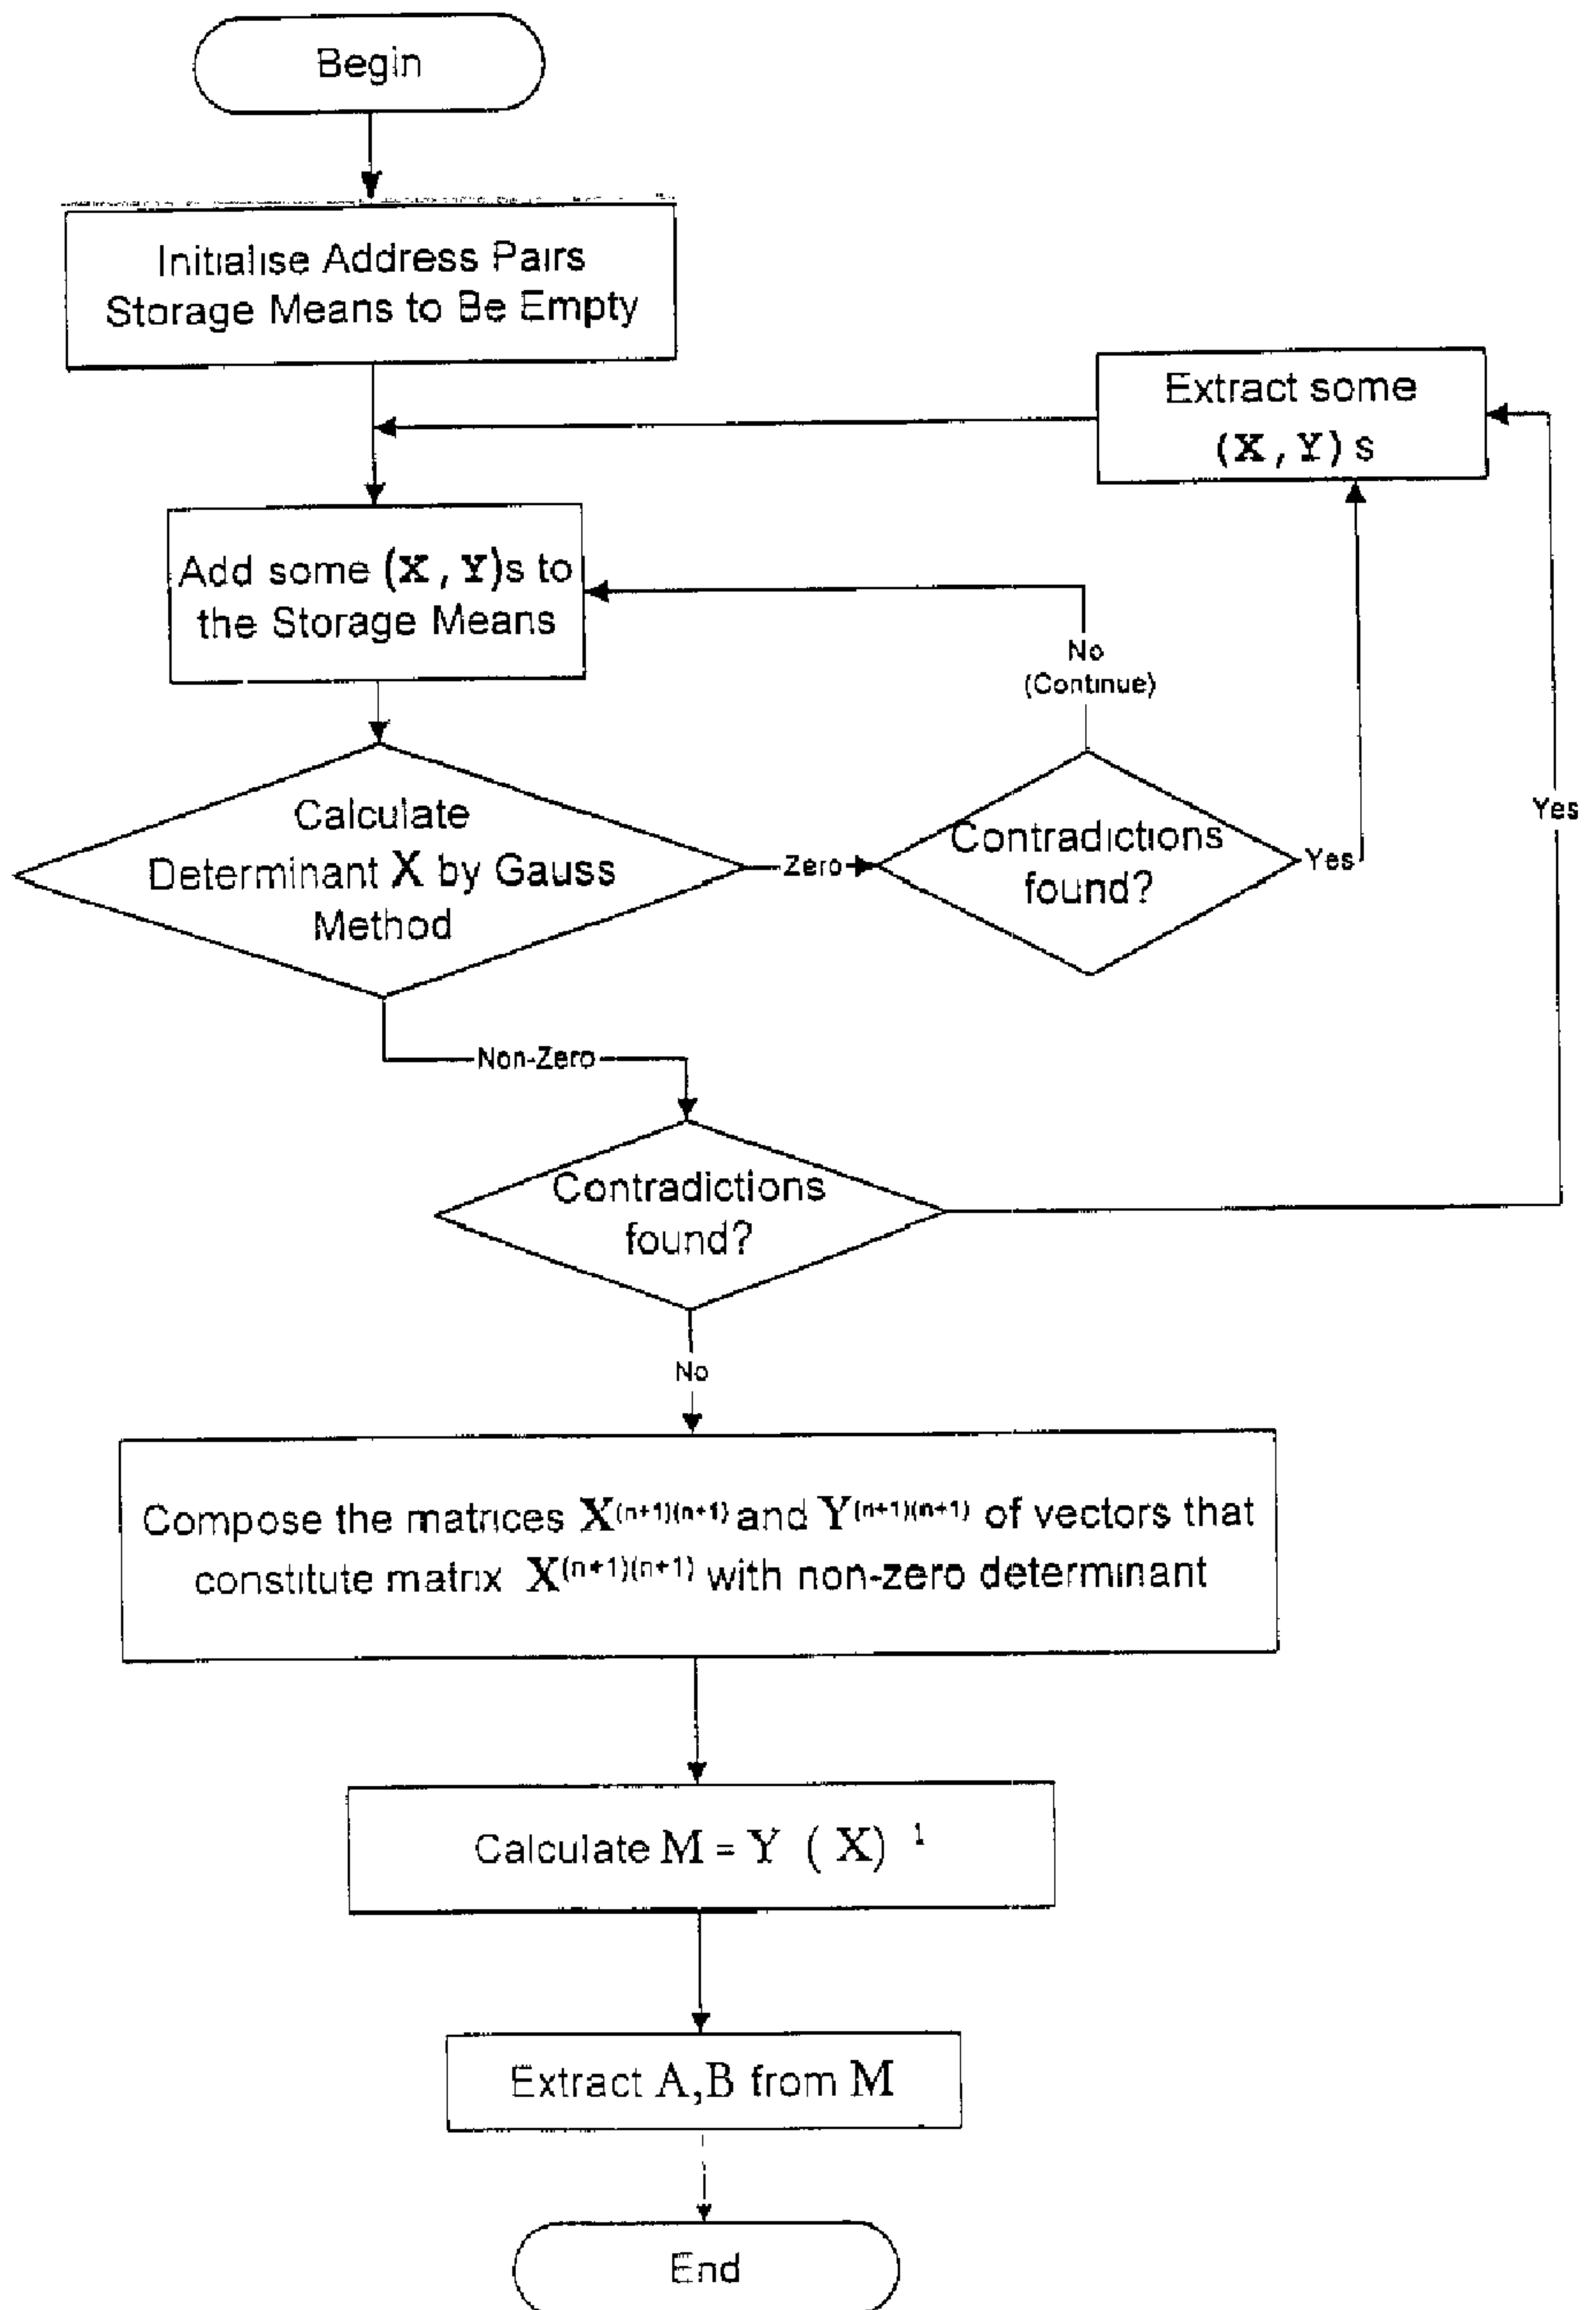 Begin
Initialise Address Pairs
Storage Means to Be Empty
Extract some
(X, Y) s
Add some (X, Y)s to
the Storage Means
No
(Continue)
Calculate
Determinant X by Gauss
Method
Zero
Contradictions
found?
Yes
Yes
Non-Zero
Contradictions
found?
No
Compose the matrices X(n+1)(n+1) and Y(n+1)(n+1) of vectors that
constitute matrix X(n+1)(n+1) with non-zero determinant
Calculate M = Y ( X) 1
Extract A,B from M
End